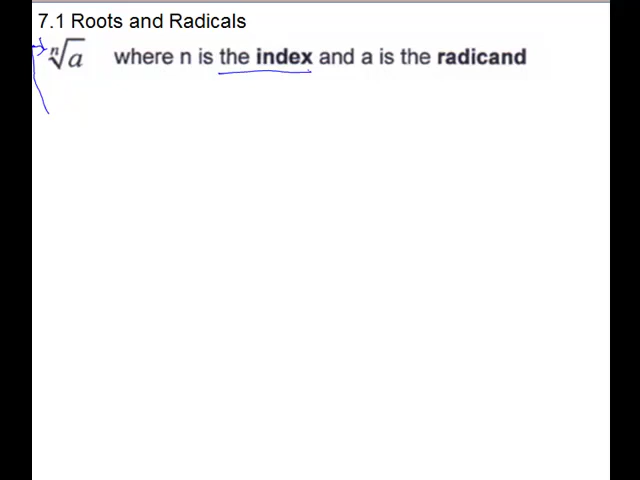 7.1 Roots and Radicals
ⁿ√a where n is the index and a is the radicand